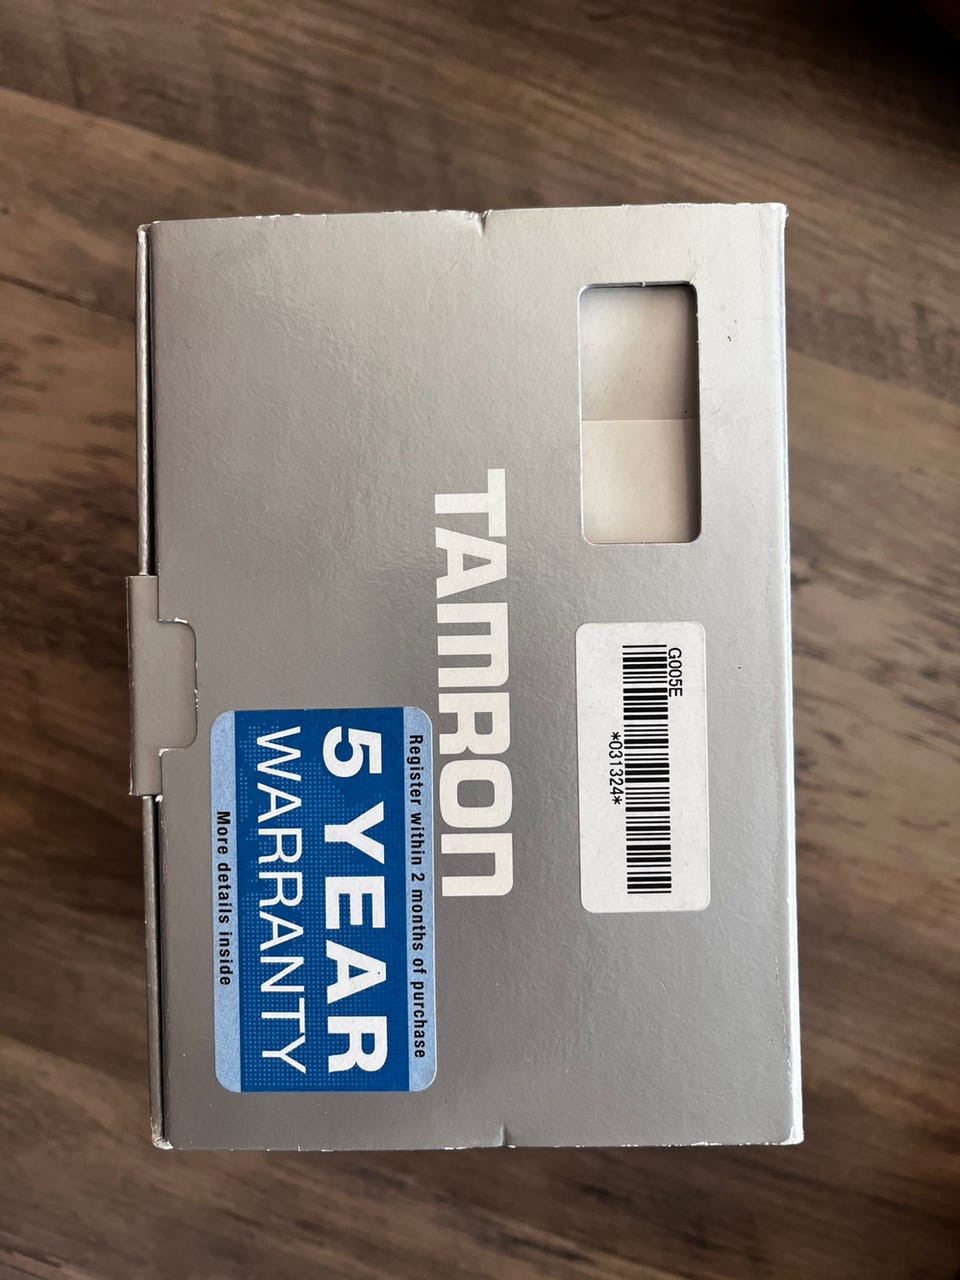 G005E
*031324*
TAMRON
Register within 2 months of purchase
5 YEAR
WARRANTY
More details inside